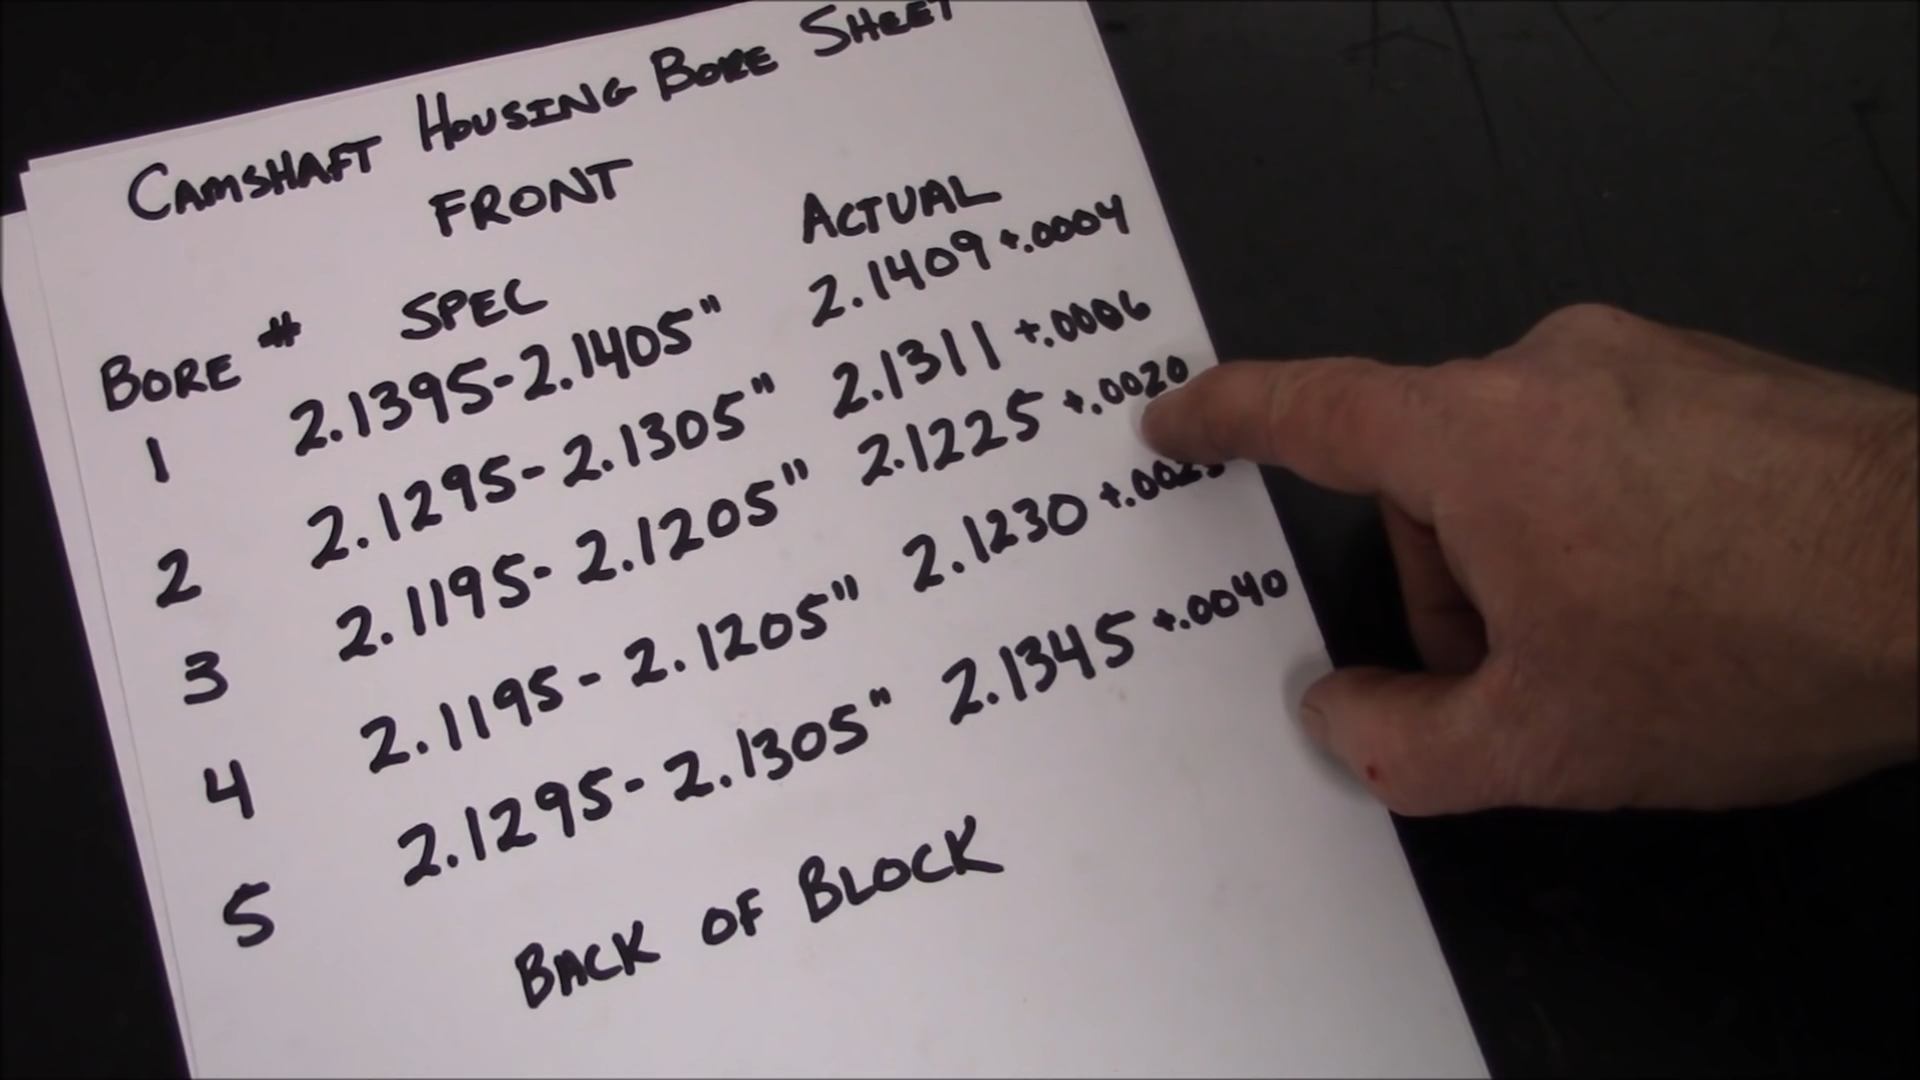 CAMSHAFT HOUSING BORE SHEET
FRONT
BORE # SPEC ACTUAL
1 2.1395-2.1405" 2.1409 +.0004
2 2.1295-2.1305" 2.1311 +.0006
3 2.1195-2.1205" 2.1225 +.0020
4 2.1195-2.1205" 2.1230 +.0025
5 2.1295-2.1305" 2.1345 +.0040
BACK OF BLOCK